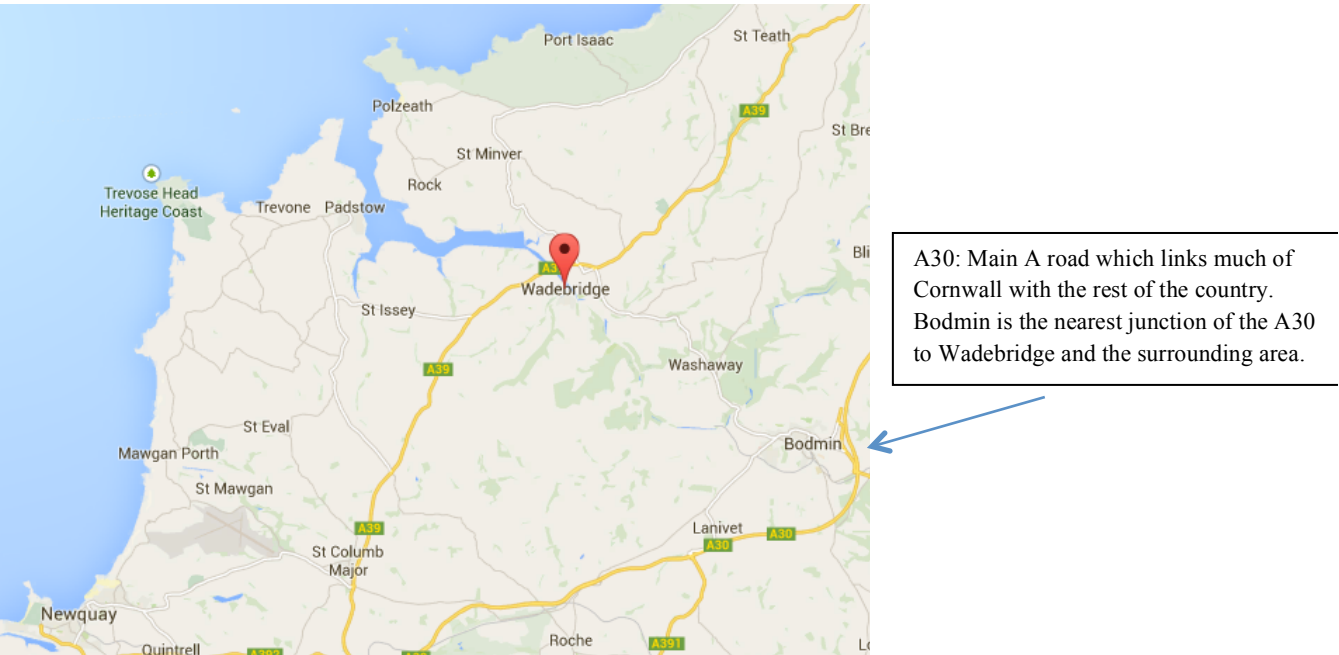 Port Isaac
St Teath
Polzeath
A39
St Bre
St Minver
Rock
Trevose Head
Heritage Coast
Trevone
Padstow
Bli
A3
Wadebridge
St Issey
Washaway
A39
St Eval
Bodmin
Mawgan Porth
St Mawgan
A39
Lanivet
A30
A30
St Columb
Major
Newquay
Roche
A391
Quintrell
A392
A30: Main A road which links much of
Cornwall with the rest of the country.
Bodmin is the nearest junction of the A30
to Wadebridge and the surrounding area.